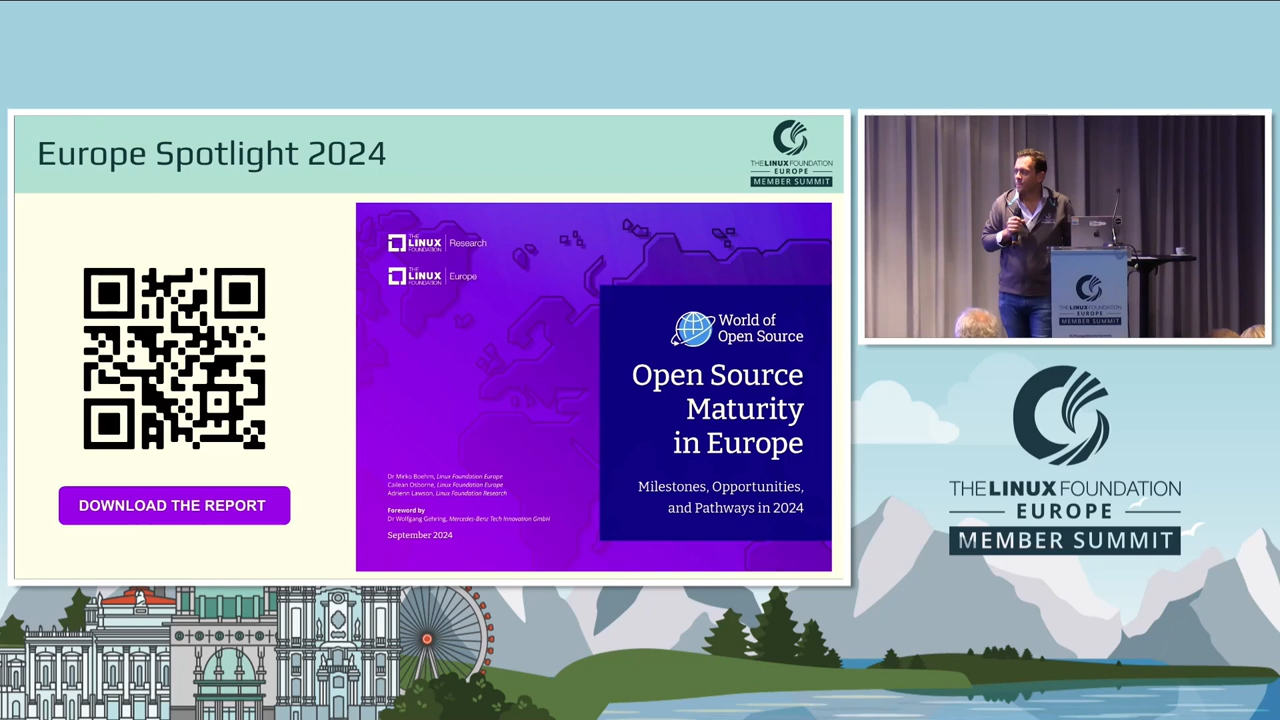 Europe Spotlight 2024
THE LINUX FOUNDATION
EUROPE
MEMBER SUMMIT
DOWNLOAD THE REPORT
THE
LINUX
FOUNDATION
Research
THE
LINUX
FOUNDATION
Europe
World of
Open Source
Open Source
Maturity
in Europe
Milestones, Opportunities,
and Pathways in 2024
Dr Mirko Boehm, Linux Foundation Europe
Cailean Osborne, Linux Foundation Europe
Adrienn Lawson, Linux Foundation Research
Foreword by
Dr Wolfgang Gehring, Mercedes-Benz Tech Innovation GmbH
September 2024
THE LINUX FOUNDATION
EUROPE
MEMBER SUMMIT
THE LINUX FOUNDATION
EUROPE
MEMBER SUMMIT